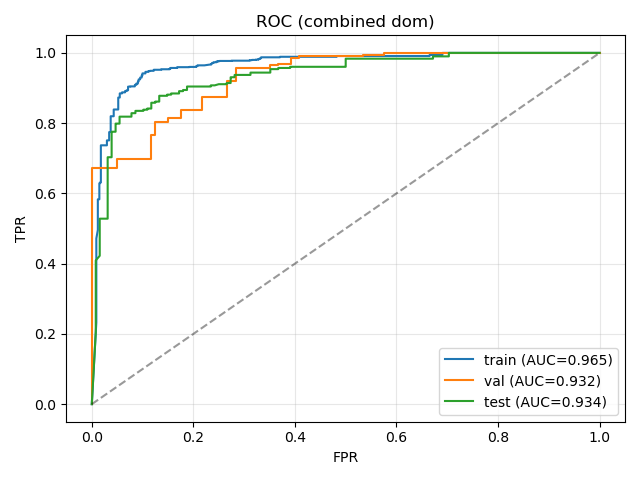 ROC (combined dom)
TPR
1.0
0.8
0.6
0.4
0.2
0.0
0.0 0.2 0.4 0.6 0.8 1.0
FPR
train (AUC=0.965)
val (AUC=0.932)
test (AUC=0.934)